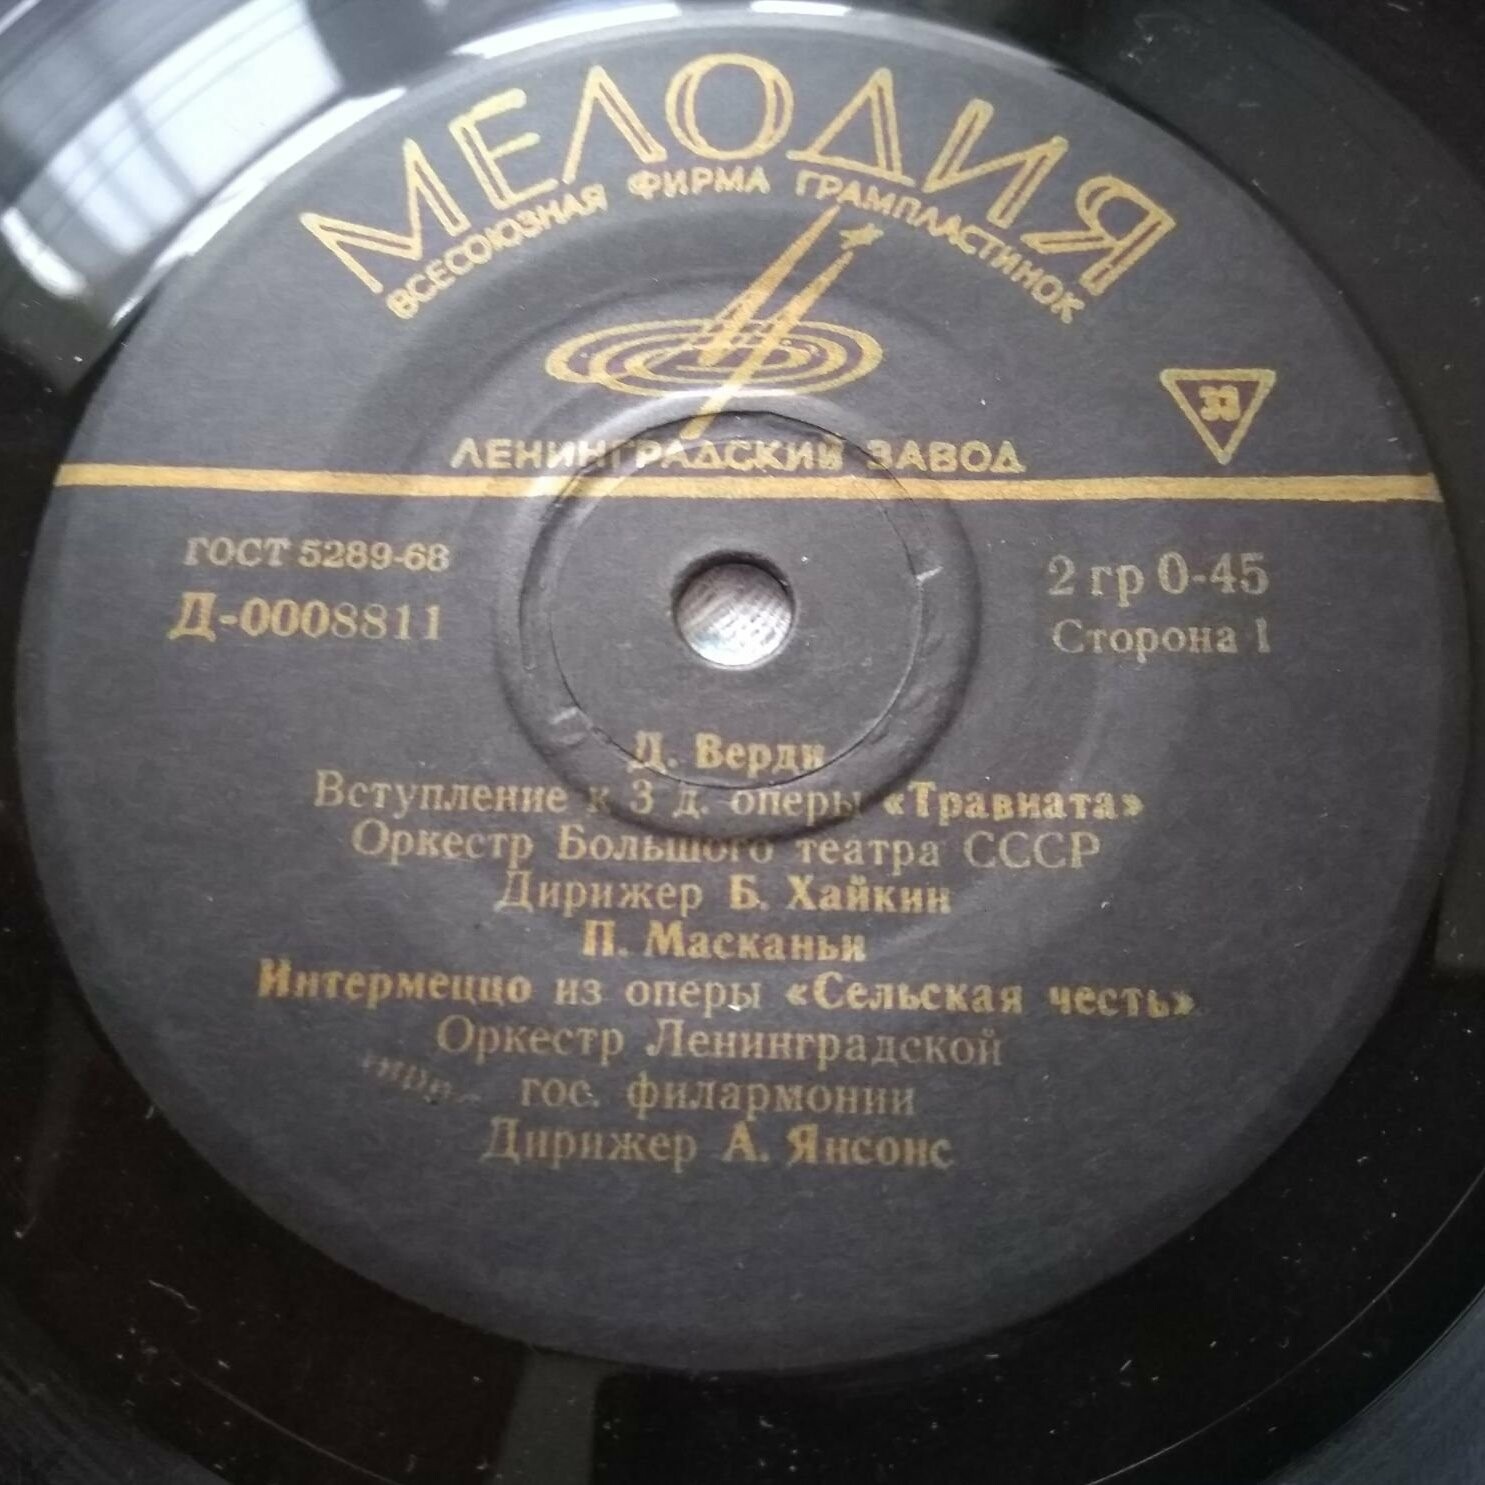 МЕЛОДИЯ
ВСЕСОЮЗНАЯ ФИРМА ГРАМПЛАСТИНОК
33
ЛЕНИНГРАДСКИЙ ЗАВОД
ГОСТ 5289-68
Д-0008811
2 гр 0-45
Сторона 1
Д. Верди
Вступление к 3 д. оперы «Травиата»
Оркестр Большого театра СССР
Дирижер Б. Хайкин
П. Масканьи
Интермеццо из оперы «Сельская честь»
Оркестр Ленинградской
гос. филармонии
Дирижер А. Янсонс